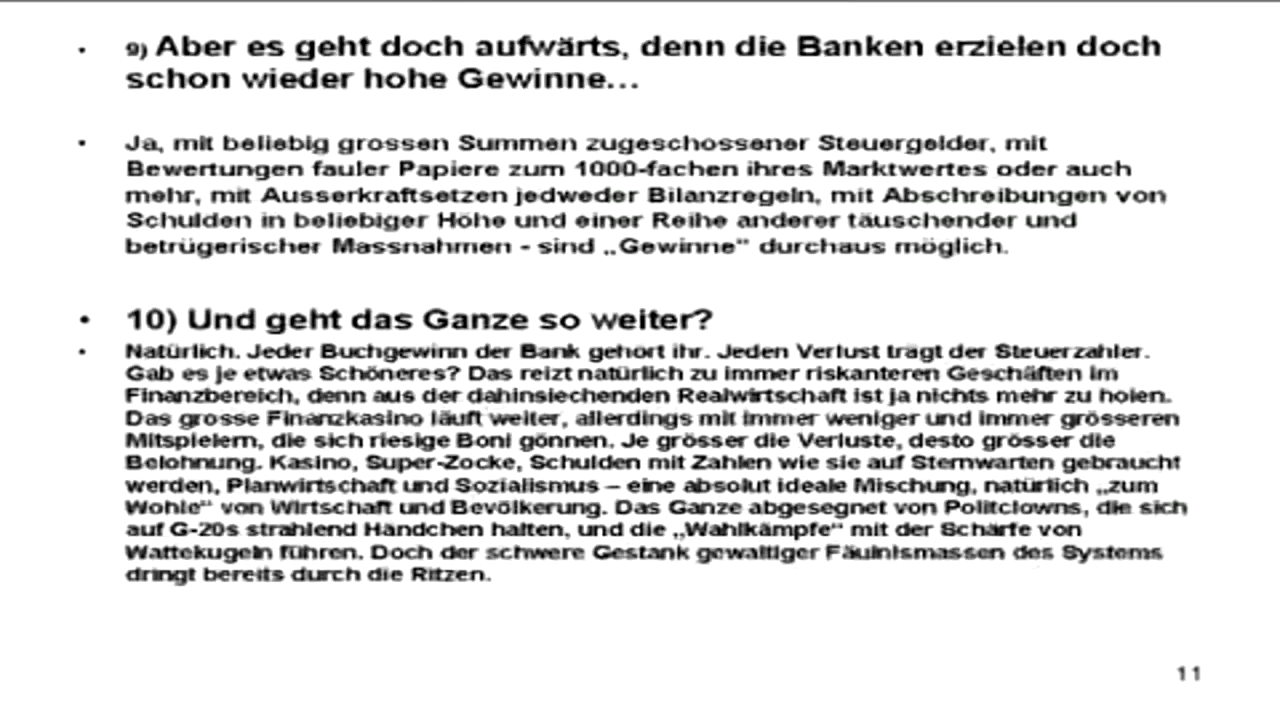 • 9) Aber es geht doch aufwärts, denn die Banken erzielen doch
schon wieder hohe Gewinne...
• Ja, mit beliebig grossen Summen zugeschossener Steuergelder, mit
Bewertungen fauler Papiere zum 1000-fachen ihres Marktwertes oder auch
mehr, mit Ausserkraftsetzen jedweder Bilanzregeln, mit Abschreibungen von
Schulden in beliebiger Höhe und einer Reihe anderer täuschender und
betrügerischer Massnahmen - sind „Gewinne“ durchaus möglich.
• 10) Und geht das Ganze so weiter?
• Natürlich. Jeder Buchgewinn der Bank gehört ihr. Jeden Verlust trägt der Steuerzahler.
Gab es je etwas Schöneres? Das reizt natürlich zu immer riskanteren Geschäften im
Finanzbereich, denn aus der dahinsiechenden Realwirtschaft ist ja nichts mehr zu holen.
Das grosse Finanzkasino läuft weiter, allerdings mit immer weniger und immer grösseren
Mitspielern, die sich riesige Boni gönnen. Je grösser die Verluste, desto grösser die
Belohnung. Kasino, Super-Zocke, Schulden mit Zahlen wie sie auf Sternwarten gebraucht
werden, Planwirtschaft und Sozialismus – eine absolut ideale Mischung, natürlich „zum
Wohle“ von Wirtschaft und Bevölkerung. Das Ganze abgesegnet von Politclowns, die sich
auf G-20s strahlend Händchen halten, und die „Wahlkämpfe“ mit der Schärfe von
Wattekugeln führen. Doch der schwere Gestank gewaltiger Fäulnismassen des Systems
dringt bereits durch die Ritzen.
11